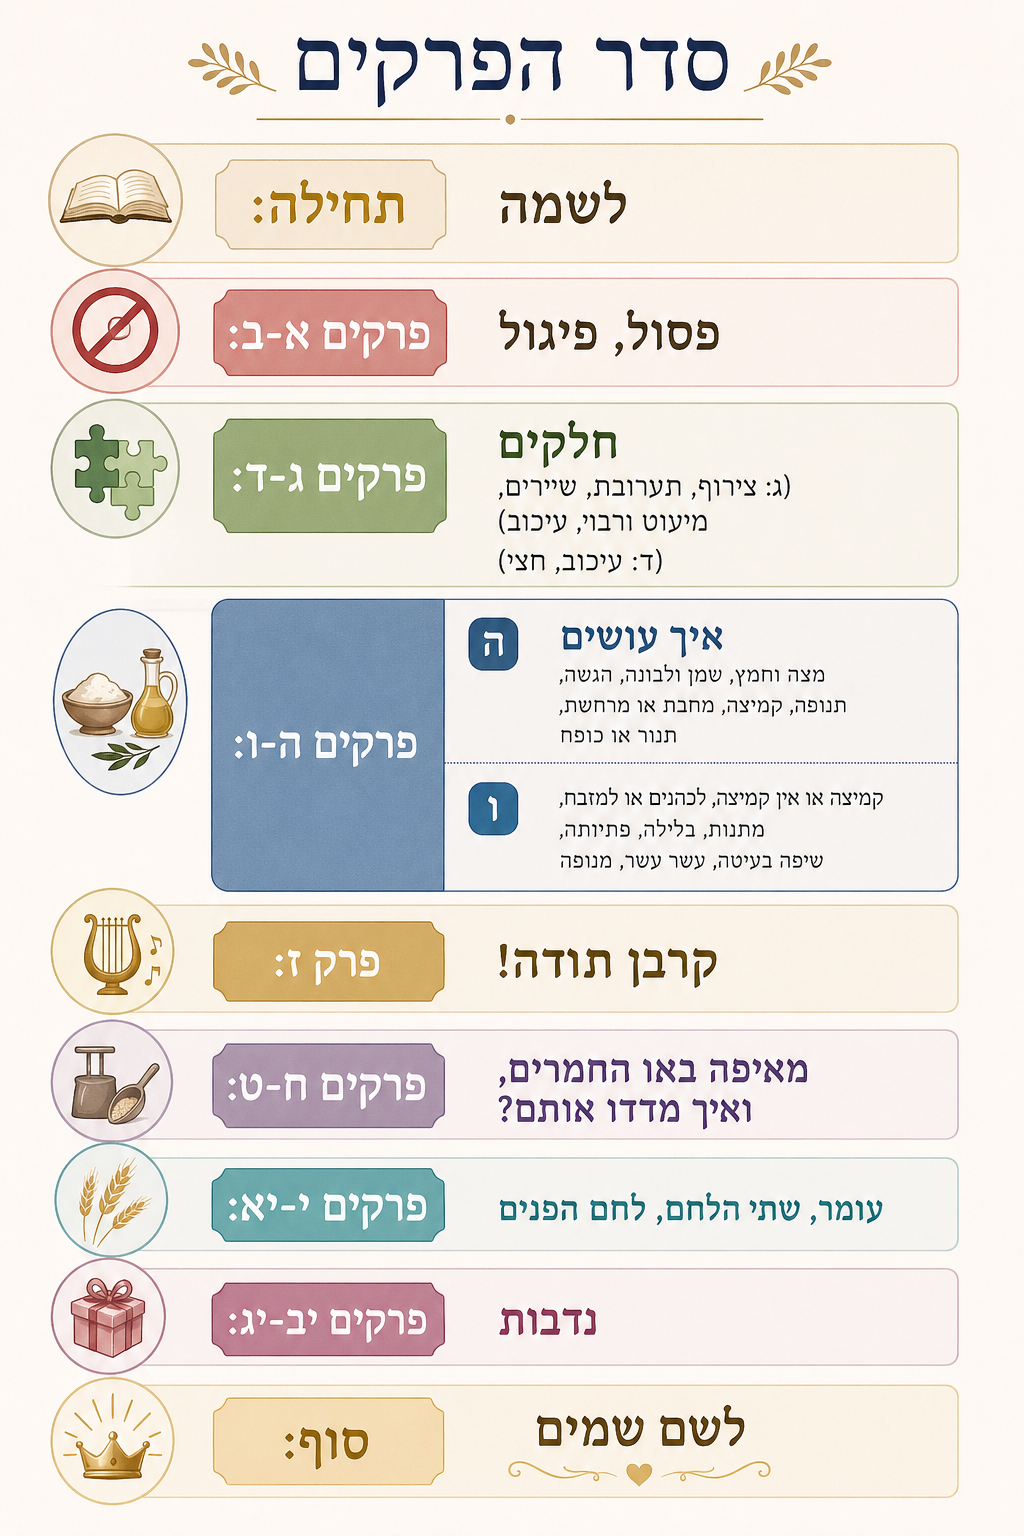 סדר הפרקים
תחילה: לשמה
פרקים א-ב: פסול, פיגול
פרקים ג-ד: חלקים
(ג: צירוף, תערובת, שיירים,
מיעוט ורבוי, עיכוב)
(ד: עיכוב, חצי)
פרקים ה-ו:
ה איך עושים
מצה וחמץ, שמן ולבונה, הגשה,
תנופה, קמיצה, מחבת או מרחשת,
תנור או כופח
ו קמיצה או אין קמיצה, לכהנים או למזבח,
מתנות, בלילה, פתיותה,
שיפה בעיטה, עשר עשר, מנופה
פרק ז: קרבן תודה!
פרקים ח-ט: מאיפה באו החמרים,
ואיך מדדו אותם?
פרקים י-יא: עומר, שתי הלחם, לחם הפנים
פרקים יב-יג: נדבות
סוף: לשם שמים